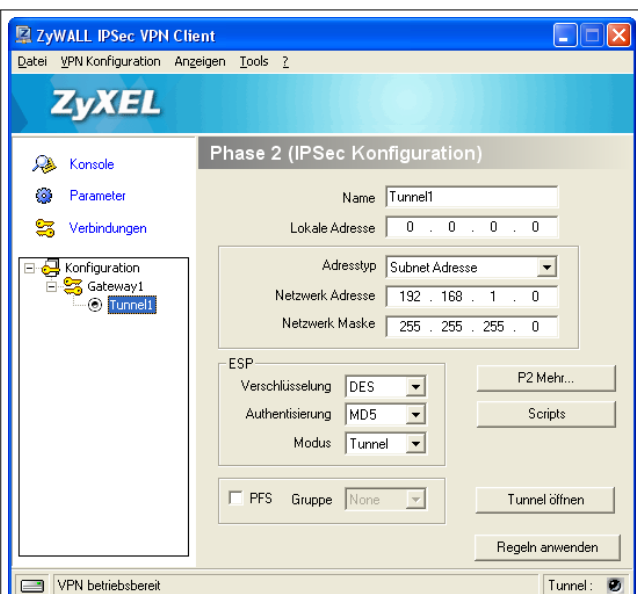 ZyWALL IPSec VPN Client
Datei VPN Konfiguration Anzeigen Tools ?
ZyXEL
Konsole
Parameter
Verbindungen
Konfiguration
Gateway1
Tunnel1
Phase 2 (IPSec Konfiguration)
Name Tunnel1
Lokale Adresse 0 . 0 . 0 . 0
Adresstyp Subnet Adresse
Netzwerk Adresse 192 . 168 . 1 . 0
Netzwerk Maske 255 . 255 . 255 . 0
ESP
Verschlüsselung DES
Authentisierung MD5
Modus Tunnel
P2 Mehr...
Scripts
PFS Gruppe None
Tunnel öffnen
Regeln anwenden
VPN betriebsbereit
Tunnel :